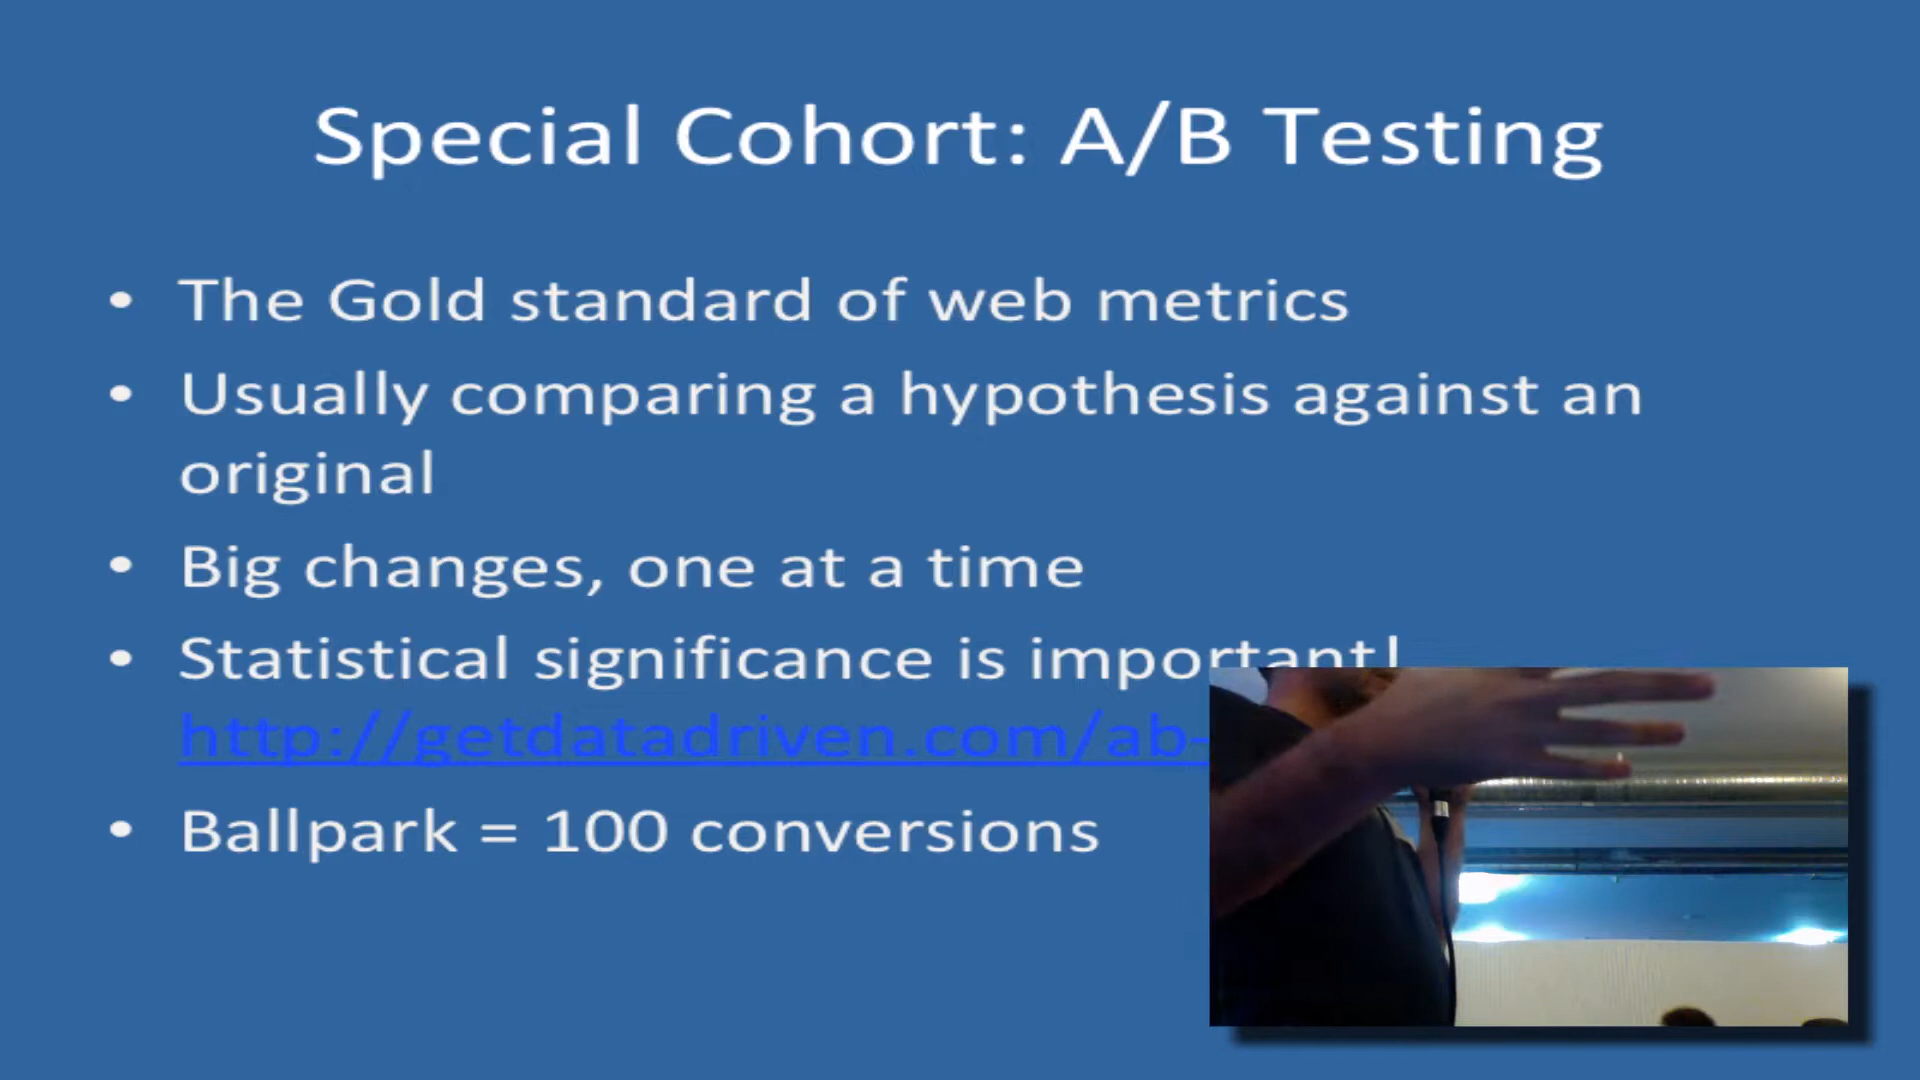 Special Cohort: A/B Testing
• The Gold standard of web metrics
• Usually comparing a hypothesis against an
original
• Big changes, one at a time
• Statistical significance is important!
http://getdatadriven.com/ab-
• Ballpark = 100 conversions